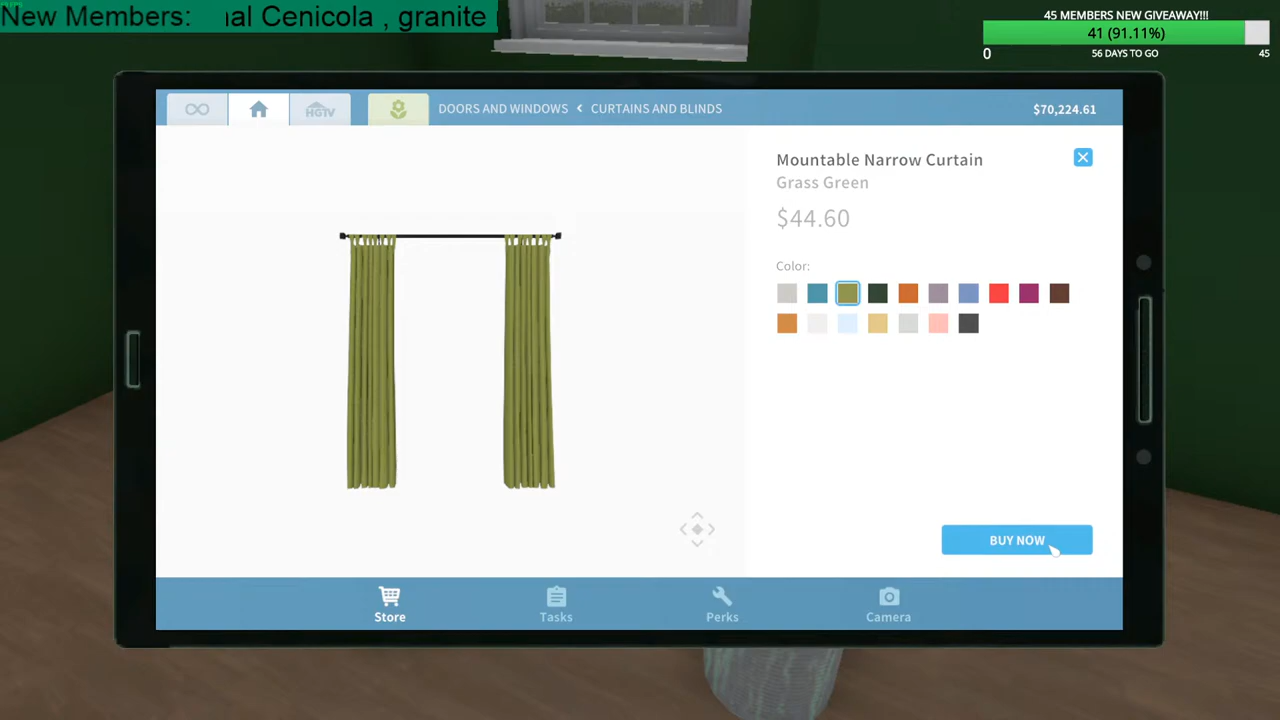 New Members: al Cenicola , granite
45 MEMBERS NEW GIVEAWAY!!!
41 (91.11%)
0 56 DAYS TO GO 45
HGTV DOORS AND WINDOWS < CURTAINS AND BLINDS $70,224.61
Mountable Narrow Curtain
Grass Green
$44.60
Color:
BUY NOW
Store Tasks Perks Camera